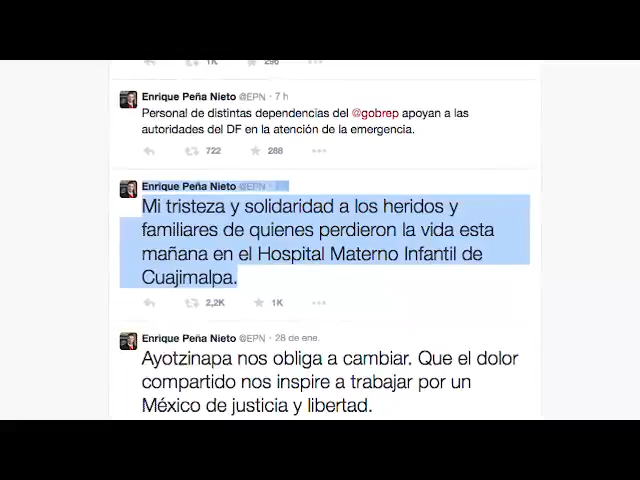 1K 296
Enrique Peña Nieto @EPN · 7 h
Personal de distintas dependencias del @gobrep apoyan a las
autoridades del DF en la atención de la emergencia.
722 288
Enrique Peña Nieto @EPN ·
Mi tristeza y solidaridad a los heridos y
familiares de quienes perdieron la vida esta
mañana en el Hospital Materno Infantil de
Cuajimalpa.
2,2K 1K
Enrique Peña Nieto @EPN · 28 de ene.
Ayotzinapa nos obliga a cambiar. Que el dolor
compartido nos inspire a trabajar por un
México de justicia y libertad.